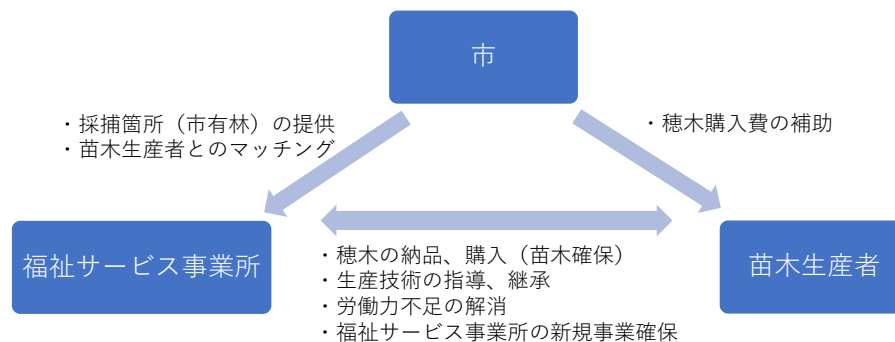 市
・採捕箇所（市有林）の提供
・苗木生産者とのマッチング
・穂木購入費の補助
福祉サービス事業所
苗木生産者
・穂木の納品、購入（苗木確保）
・生産技術の指導、継承
・労働力不足の解消
・福祉サービス事業所の新規事業確保